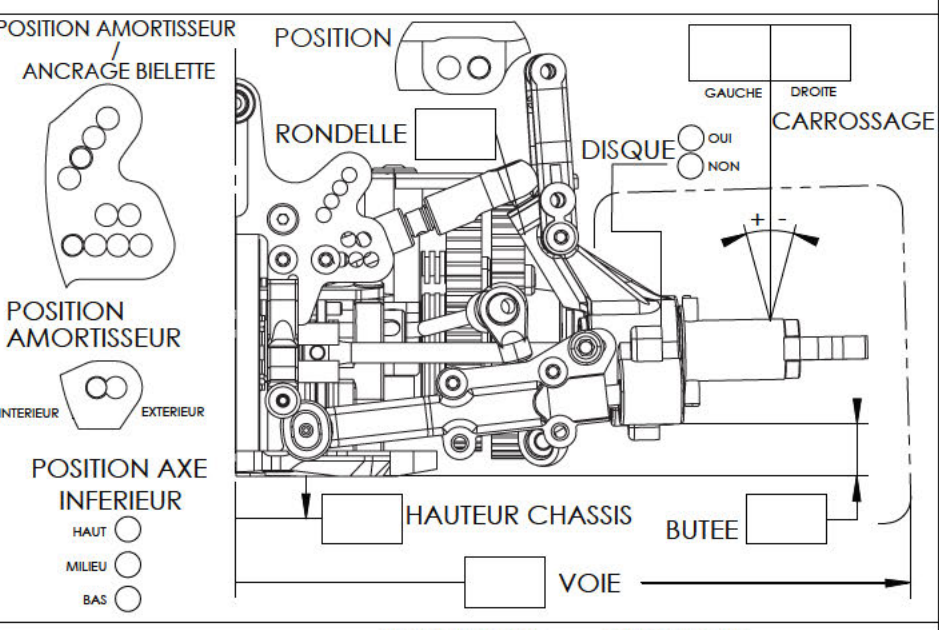 POSITION AMORTISSEUR
/
ANCRAGE BIELETTE
POSITION
RONDELLE
DISQUE
OUI
NON
GAUCHE
DROITE
CARROSSAGE
+ -
POSITION
AMORTISSEUR
INTERIEUR
EXTERIEUR
POSITION AXE
INFERIEUR
HAUT
MILIEU
BAS
HAUTEUR CHASSIS
BUTEE
VOIE